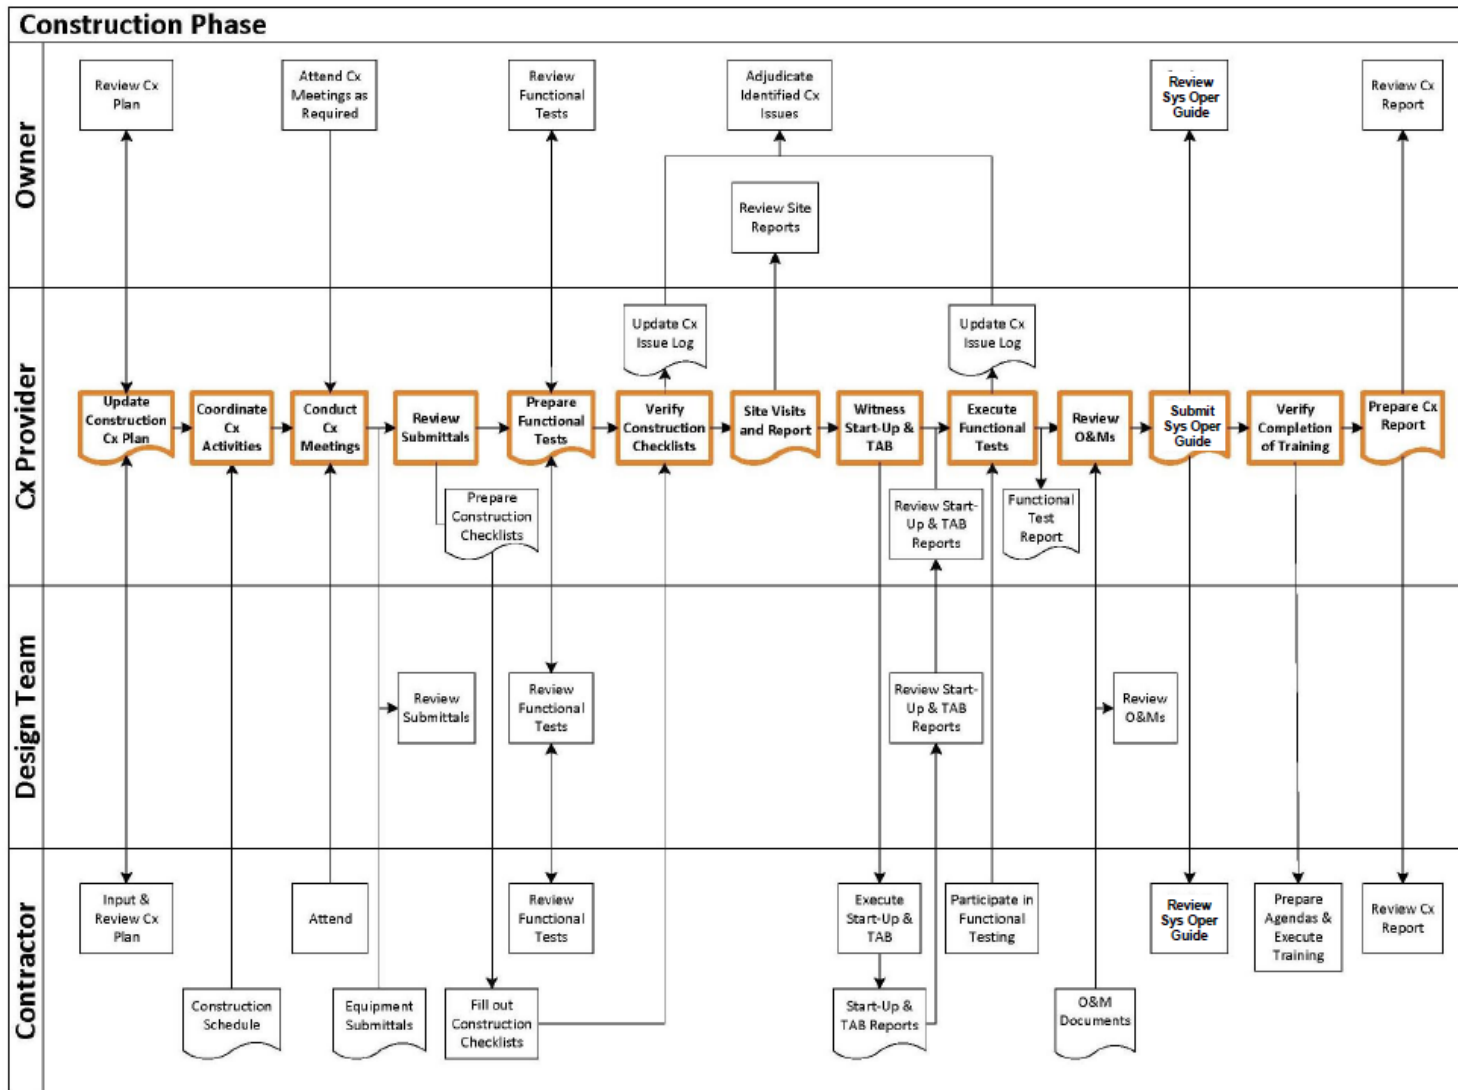 Construction Phase
Owner
Review Cx
Plan
Attend Cx
Meetings as
Required
Review
Functional
Tests
Adjudicate
Identified Cx
Issues
Review
Sys Oper
Guide
Review Cx
Report
Review Site
Reports
Cx Provider
Update Cx
Issue Log
Update Cx
Issue Log
Update
Construction
Cx Plan
Coordinate
Cx
Activities
Conduct
Cx
Meetings
Review
Submittals
Prepare
Functional
Tests
Verify
Construction
Checklists
Site Visits
and Report
Witness
Start-Up &
TAB
Execute
Functional
Tests
Review
O&Ms
Submit
Sys Oper
Guide
Verify
Completion
of Training
Prepare Cx
Report
Prepare
Construction
Checklists
Review Start-
Up & TAB
Reports
Functional
Test
Report
Design Team
Review
Submittals
Review
Functional
Tests
Review Start-
Up & TAB
Reports
Review
O&Ms
Contractor
Input &
Review Cx
Plan
Attend
Review
Functional
Tests
Execute
Start-Up &
TAB
Participate in
Functional
Testing
Review
Sys Oper
Guide
Prepare
Agendas &
Execute
Training
Review Cx
Report
Construction
Schedule
Equipment
Submittals
Fill out
Construction
Checklists
Start-Up &
TAB Reports
O&M
Documents